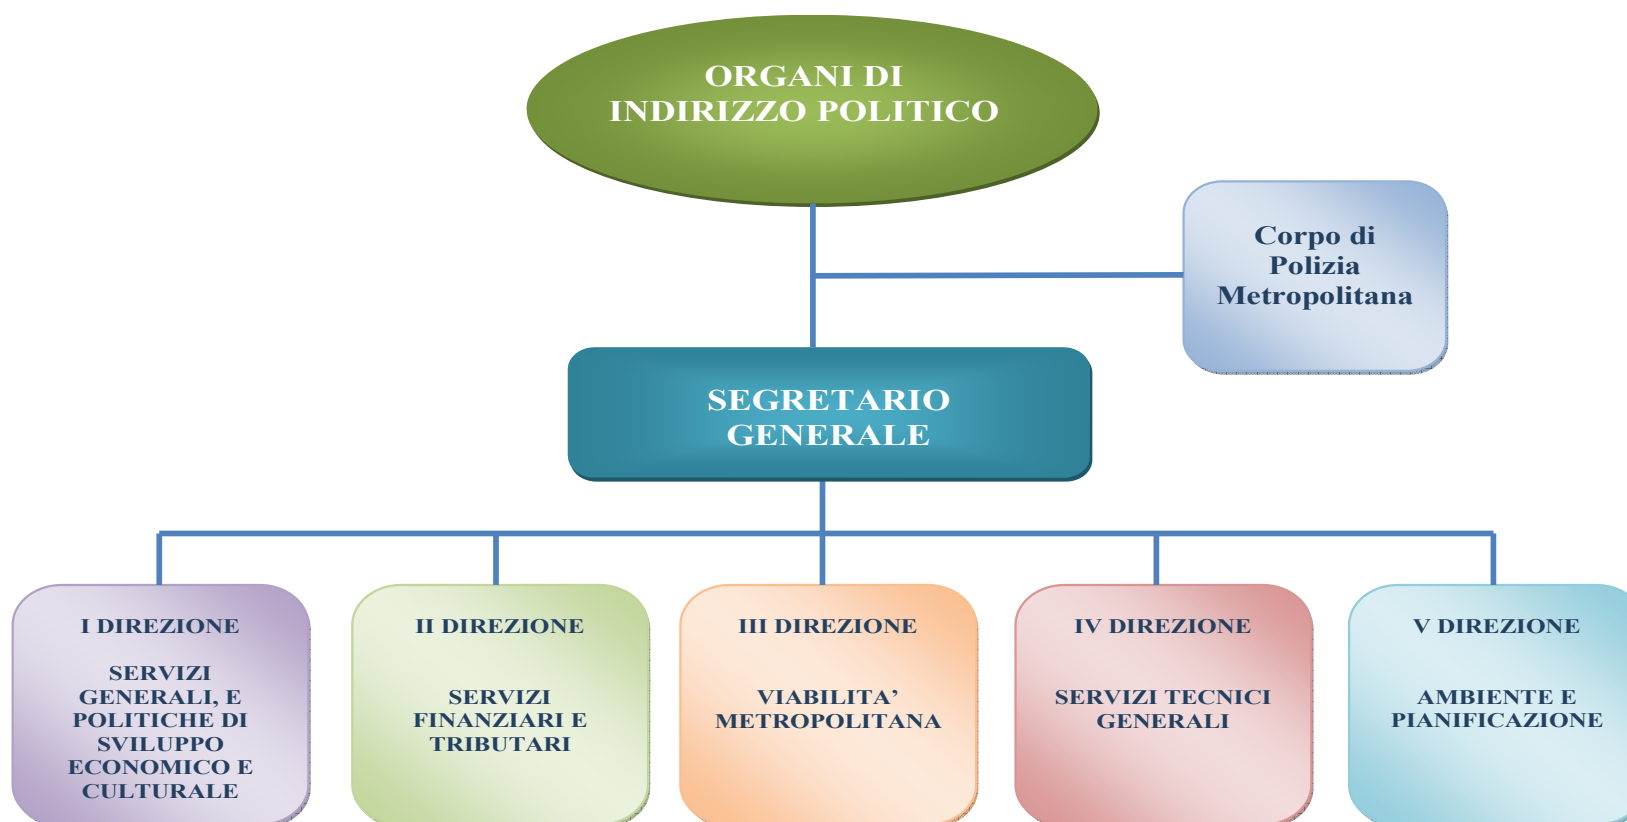 ORGANI DI
INDIRIZZO POLITICO
Corpo di
Polizia
Metropolitana
SEGRETARIO
GENERALE
I DIREZIONE
SERVIZI
GENERALI, E
POLITICHE DI
SVILUPPO
ECONOMICO E
CULTURALE
II DIREZIONE
SERVIZI
FINANZIARI E
TRIBUTARI
III DIREZIONE
VIABILITA’
METROPOLITANA
IV DIREZIONE
SERVIZI TECNICI
GENERALI
V DIREZIONE
AMBIENTE E
PIANIFICAZIONE